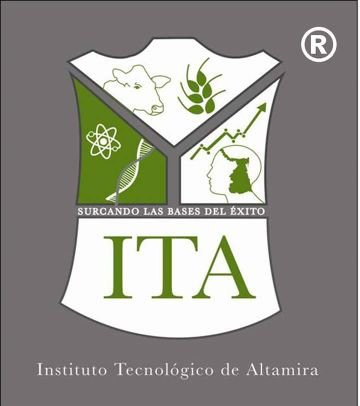 ®
SURCANDO LAS BASES DEL ÉXITO
ITA
Instituto Tecnológico de Altamira